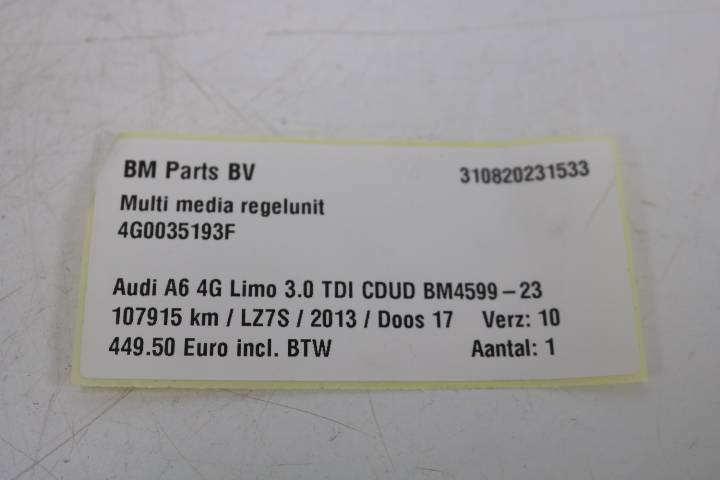 BM Parts BV 310820231533
Multi media regelunit
4G0035193F
Audi A6 4G Limo 3.0 TDI CDUD BM4599-23
107915 km / LZ7S / 2013 / Doos 17 Verz: 10
449.50 Euro incl. BTW Aantal: 1